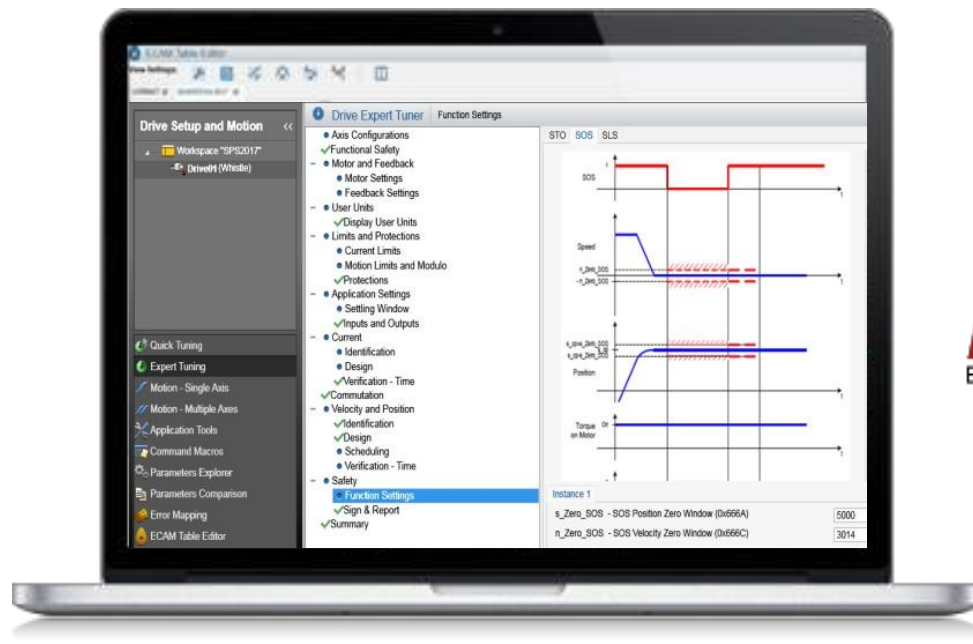 ECAM Table Editor
View Settings:
Drive Setup and Motion <<
Workspace "SPS2017"
Drive01 (Whistle)
Quick Tuning
Expert Tuning
Motion - Single Axis
Motion - Multiple Axes
Application Tools
Command Macros
Parameters Explorer
Parameters Comparison
Error Mapping
ECAM Table Editor
Drive Expert Tuner Function Settings
Axis Configurations
Functional Safety
Motor and Feedback
Motor Settings
Feedback Settings
User Units
Display User Units
Limits and Protections
Current Limits
Motion Limits and Modulo
Protections
Application Settings
Settling Window
Inputs and Outputs
Current
Identification
Design
Verification - Time
Commutation
Velocity and Position
Identification
Design
Scheduling
Verification - Time
Safety
Function Settings
Sign & Report
Summary
STO SOS SLS
1
SOS
t
Speed
n_Zero_SOS
-n_Zero_SOS
t
Position
t
Torque On
on Motor
t
Instance 1
s_Zero_SOS - SOS Position Zero Window (0x666A) 5000
n_Zero_SOS - SOS Velocity Zero Window (0x666C) 3014